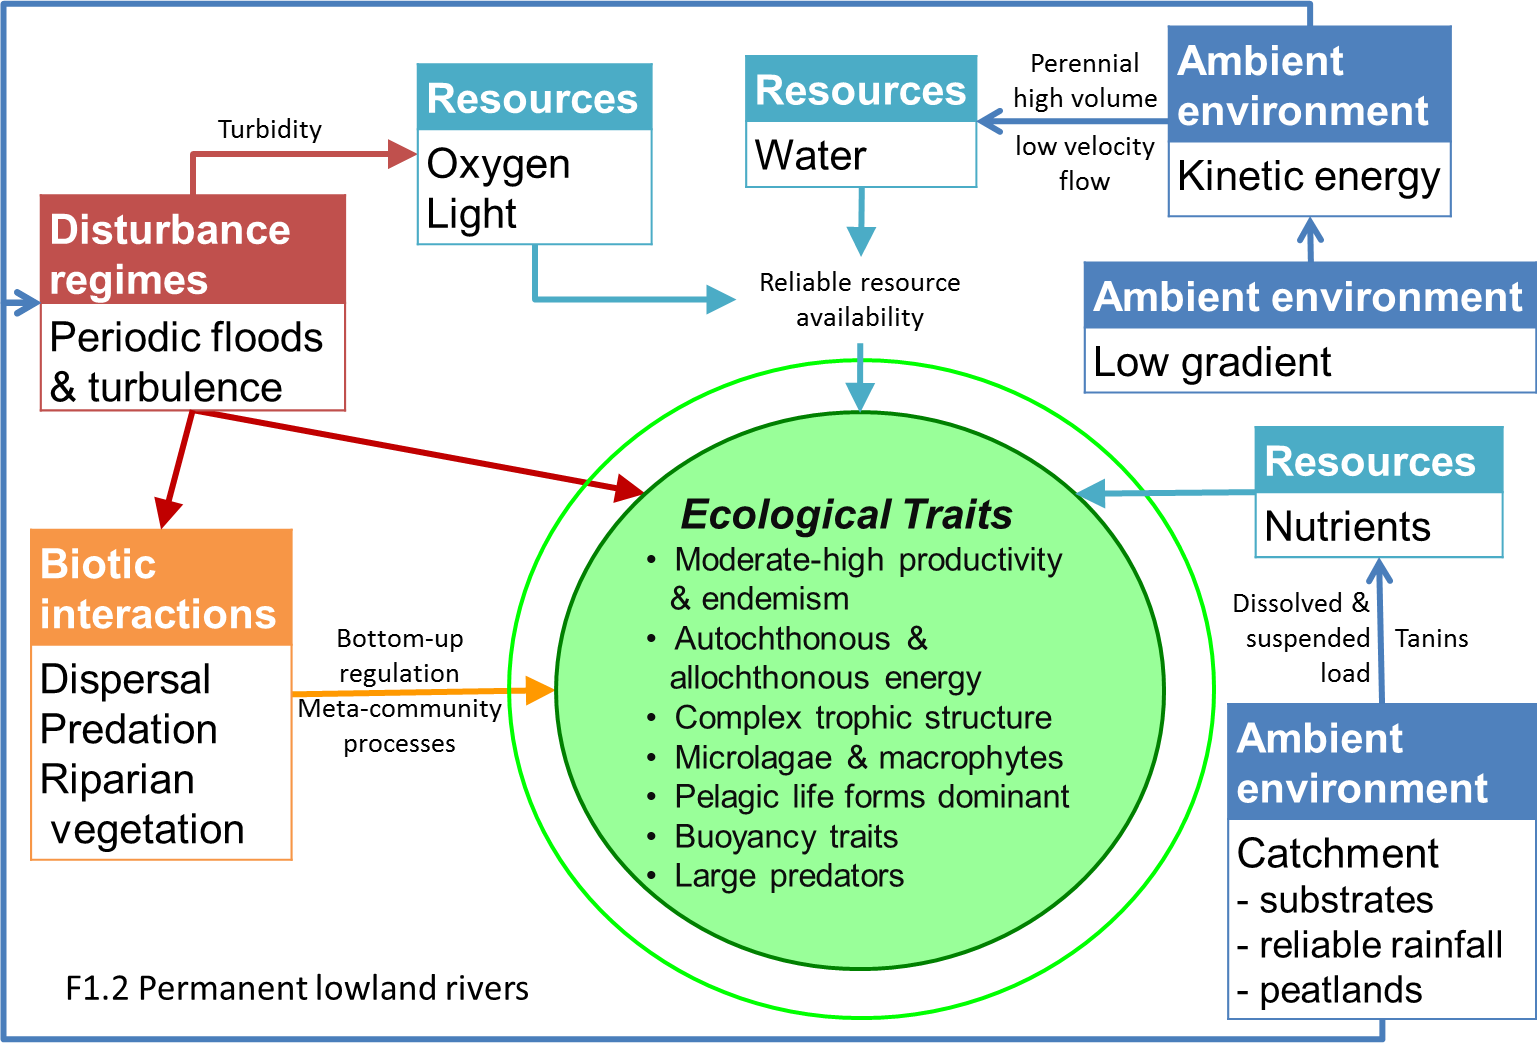 Ambient
environment
Kinetic energy
Perennial
high volume
low velocity
flow
Resources
Water
Resources
Oxygen
Light
Turbidity
Disturbance
regimes
Periodic floods
& turbulence
Reliable resource
availability
Ambient environment
Low gradient
Resources
Nutrients
Dissolved &
suspended
load
Tanins
Ambient
environment
Catchment
- substrates
- reliable rainfall
- peatlands
Biotic
interactions
Dispersal
Predation
Riparian
vegetation
Bottom-up
regulation
Meta-community
processes
Ecological Traits
• Moderate-high productivity
& endemism
• Autochthonous &
allochthonous energy
• Complex trophic structure
• Microlagae & macrophytes
• Pelagic life forms dominant
• Buoyancy traits
• Large predators
F1.2 Permanent lowland rivers